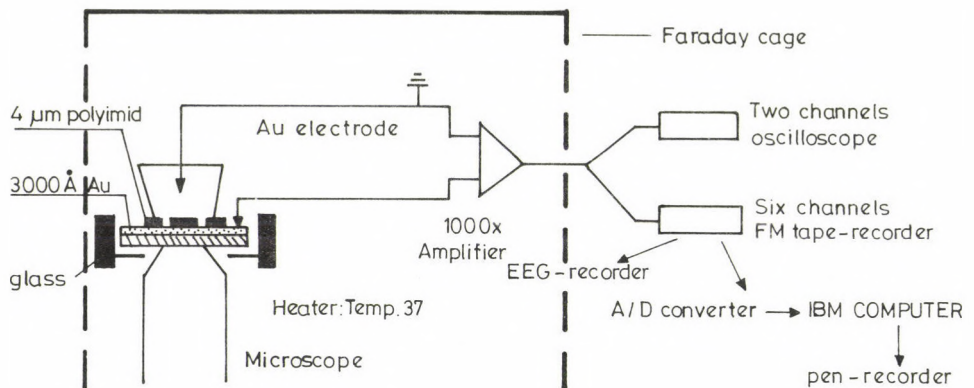 Faraday cage
4 µm polyimid
Au electrode
Two channels
oscilloscope
3000Å Au
1000x
Amplifier
Six channels
FM tape-recorder
glass
EEG-recorder
Heater: Temp. 37
A/D converter
IBM COMPUTER
Microscope
pen-recorder